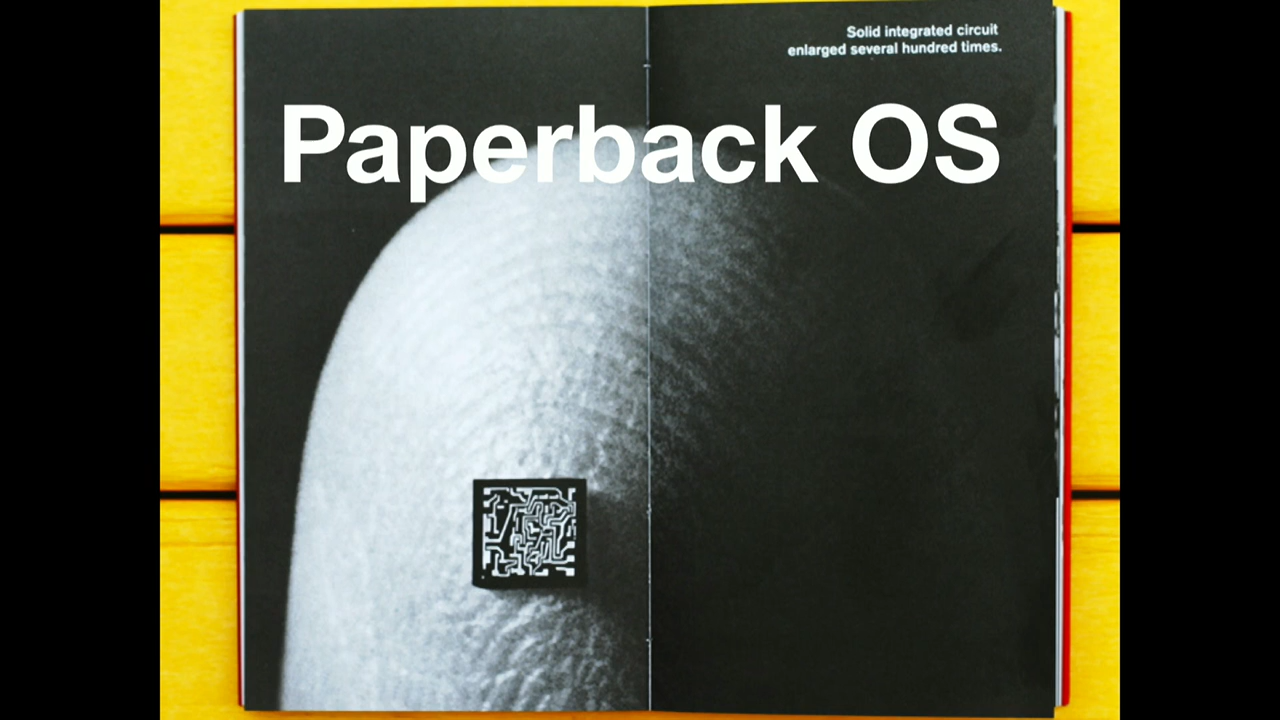 Solid integrated circuit
enlarged several hundred times.
Paperback OS